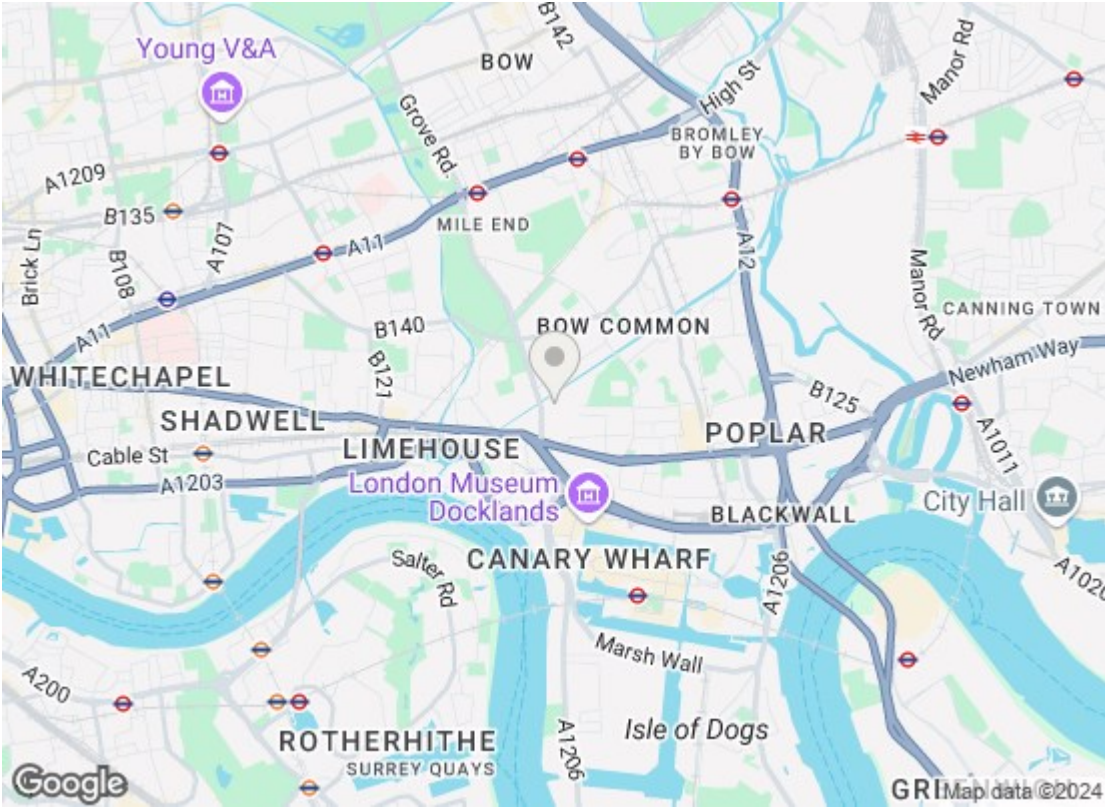 B142
Young V&A
BOW
Manor Rd
High St
Grove Rd.
BROMLEY
BY BOW
A1209
B135
MILE END
A107
A11
A12
Brick Ln
B108
Manor Rd
CANNING TOWN
B140
BOW COMMON
A11
Newham Way
WHITECHAPEL
B121
B125
SHADWELL
POPLAR
LIMEHOUSE
Cable St
A1011
A1203
London Museum
Docklands
City Hall
BLACKWALL
CANARY WHARF
Salter Rd
A1206
A1020
Marsh Wall
A200
Isle of Dogs
ROTHERHITHE
SURREY QUAYS
A1206
Google
Map data ©2024